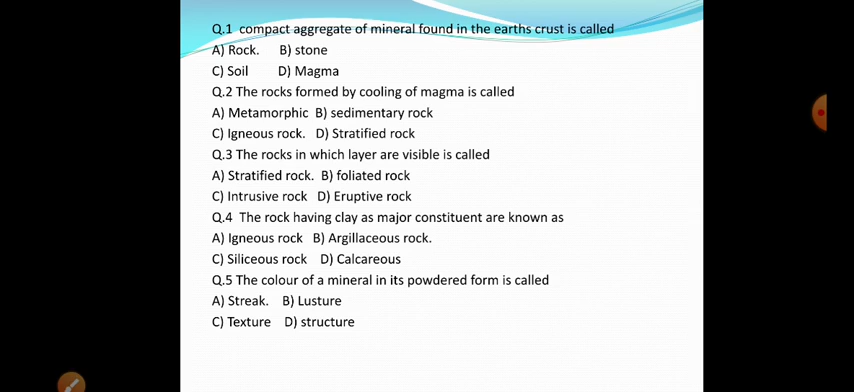 Q.1 compact aggregate of mineral found in the earths crust is called
A) Rock. B) stone
C) Soil D) Magma
Q.2 The rocks formed by cooling of magma is called
A) Metamorphic B) sedimentary rock
C) Igneous rock. D) Stratified rock
Q.3 The rocks in which layer are visible is called
A) Stratified rock. B) foliated rock
C) Intrusive rock D) Eruptive rock
Q.4 The rock having clay as major constituent are known as
A) Igneous rock B) Argillaceous rock.
C) Siliceous rock D) Calcareous
Q.5 The colour of a mineral in its powdered form is called
A) Streak. B) Lusture
C) Texture D) structure